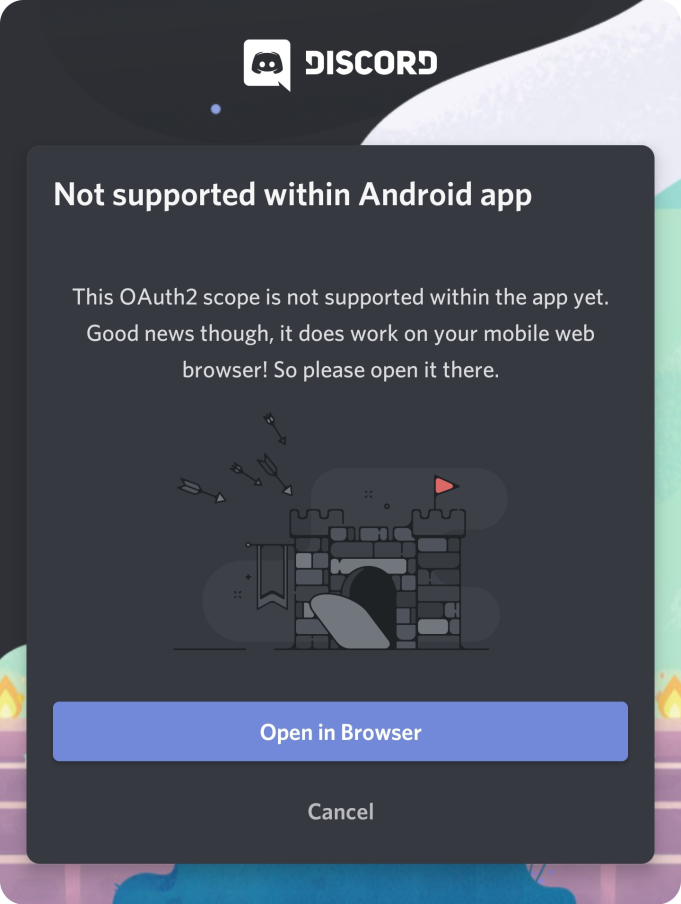 DISCORD
Not supported within Android app
This OAuth2 scope is not supported within the app yet.
Good news though, it does work on your mobile web
browser! So please open it there.
Open in Browser
Cancel